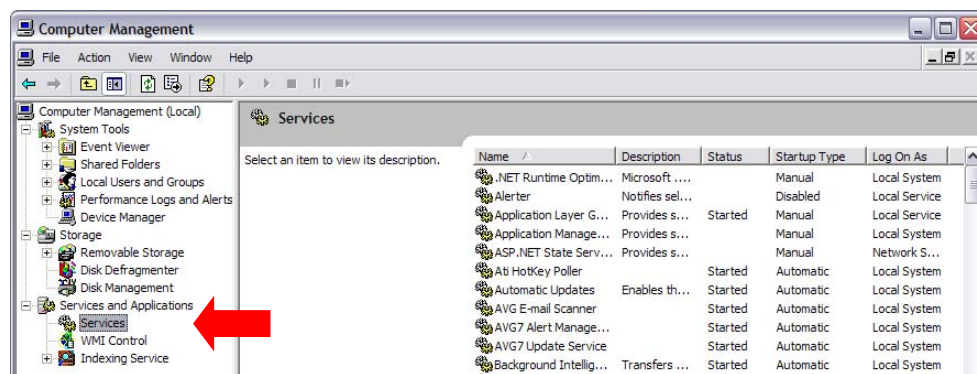 Computer Management
File Action View Window Help
Computer Management (Local)
System Tools
Event Viewer
Shared Folders
Local Users and Groups
Performance Logs and Alerts
Device Manager
Storage
Removable Storage
Disk Defragmenter
Disk Management
Services and Applications
Services
WMI Control
Indexing Service
Services
Select an item to view its description.
Name Description Status Startup Type Log On As
.NET Runtime Optim... Microsoft .... Manual Local System
Alerter Notifies sel... Disabled Local Service
Application Layer G... Provides s... Started Manual Local Service
Application Manage... Provides s... Manual Local System
ASP.NET State Serv... Provides s... Manual Network S...
Ati HotKey Poller Started Automatic Local System
Automatic Updates Enables th... Started Automatic Local System
AVG E-mail Scanner Started Automatic Local System
AVG7 Alert Manage... Started Automatic Local System
AVG7 Update Service Started Automatic Local System
Background Intellig... Transfers ... Started Automatic Local System